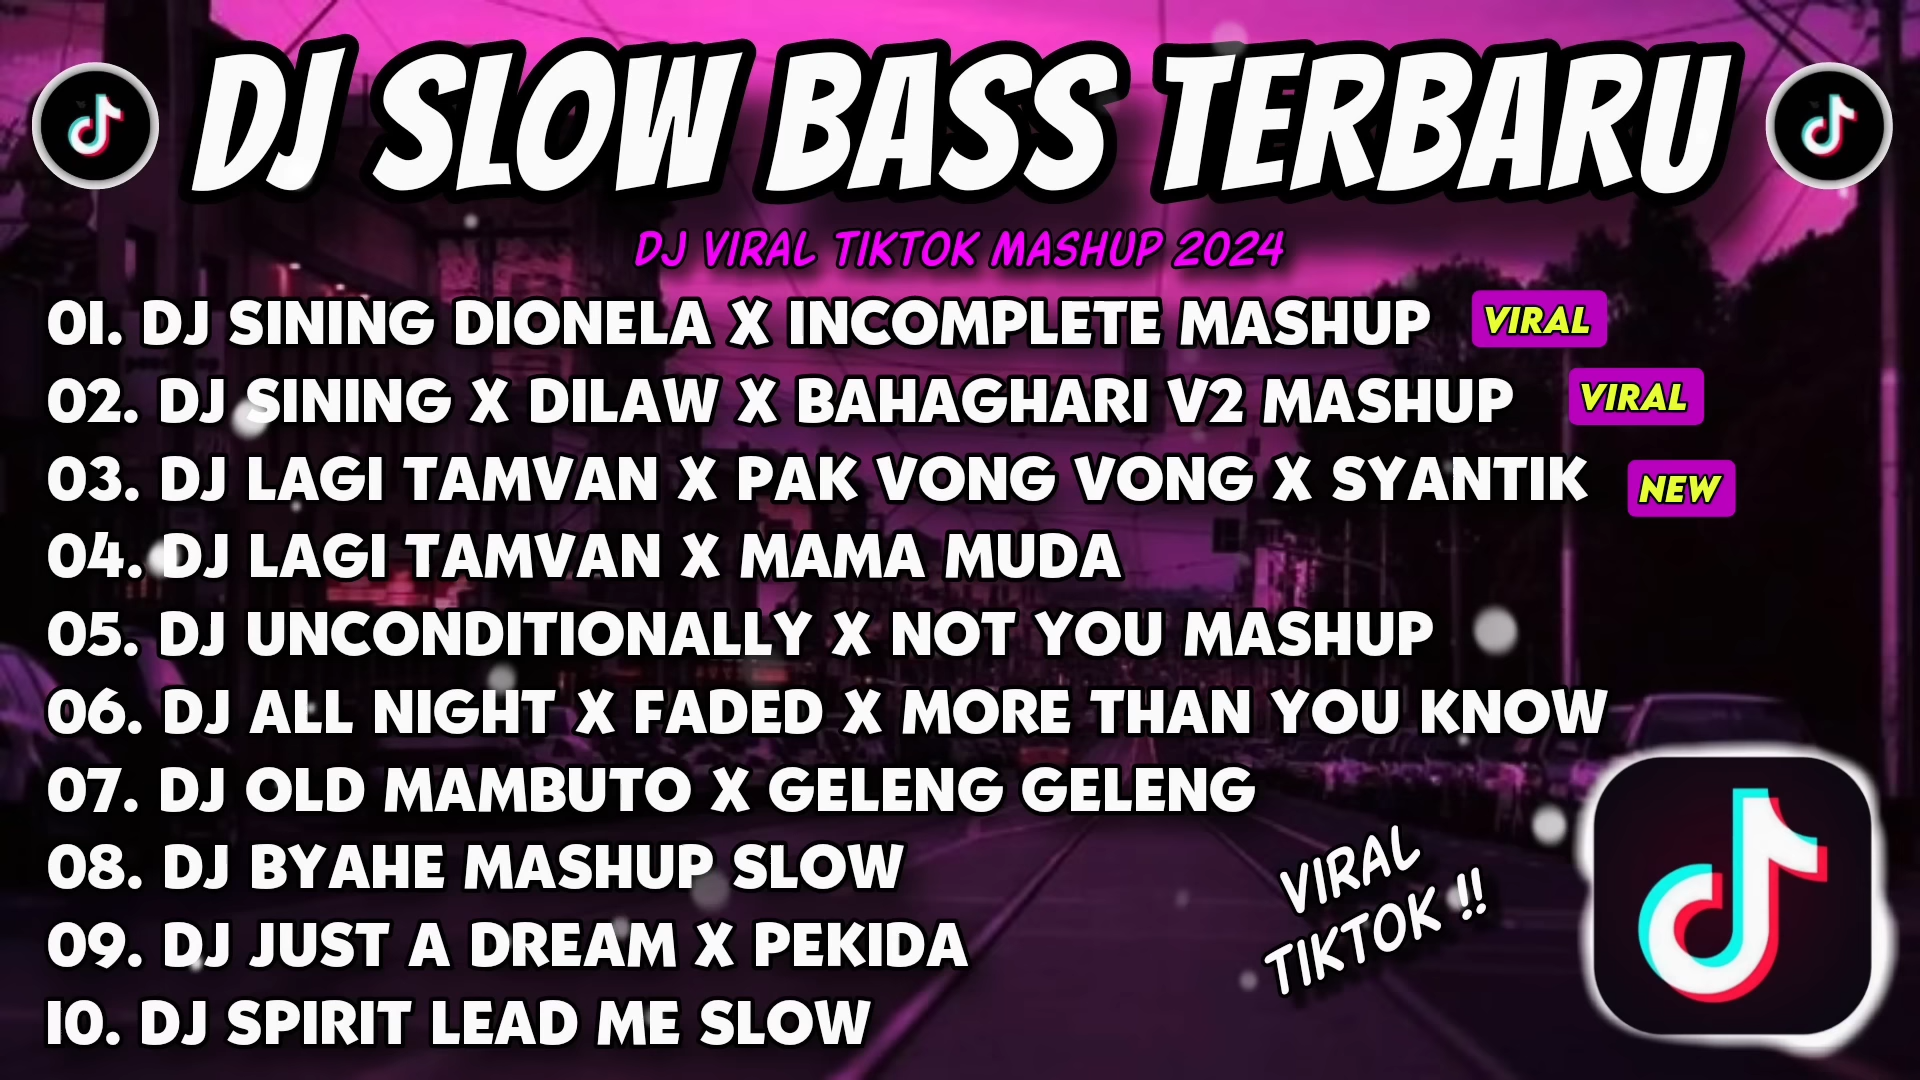 DJ SLOW BASS TERBARU
DJ VIRAL TIKTOK MASHUP 2024
01. DJ SINING DIONELA X INCOMPLETE MASHUP VIRAL
02. DJ SINING X DILAW X BAHAGHARI V2 MASHUP VIRAL
03. DJ LAGI TAMVAN X PAK VONG VONG X SYANTIK NEW
04. DJ LAGI TAMVAN X MAMA MUDA
05. DJ UNCONDITIONALLY X NOT YOU MASHUP
06. DJ ALL NIGHT X FADED X MORE THAN YOU KNOW
07. DJ OLD MAMBUTO X GELENG GELENG
08. DJ BYAHE MASHUP SLOW
09. DJ JUST A DREAM X PEKIDA
10. DJ SPIRIT LEAD ME SLOW
VIRAL
TIKTOK !!